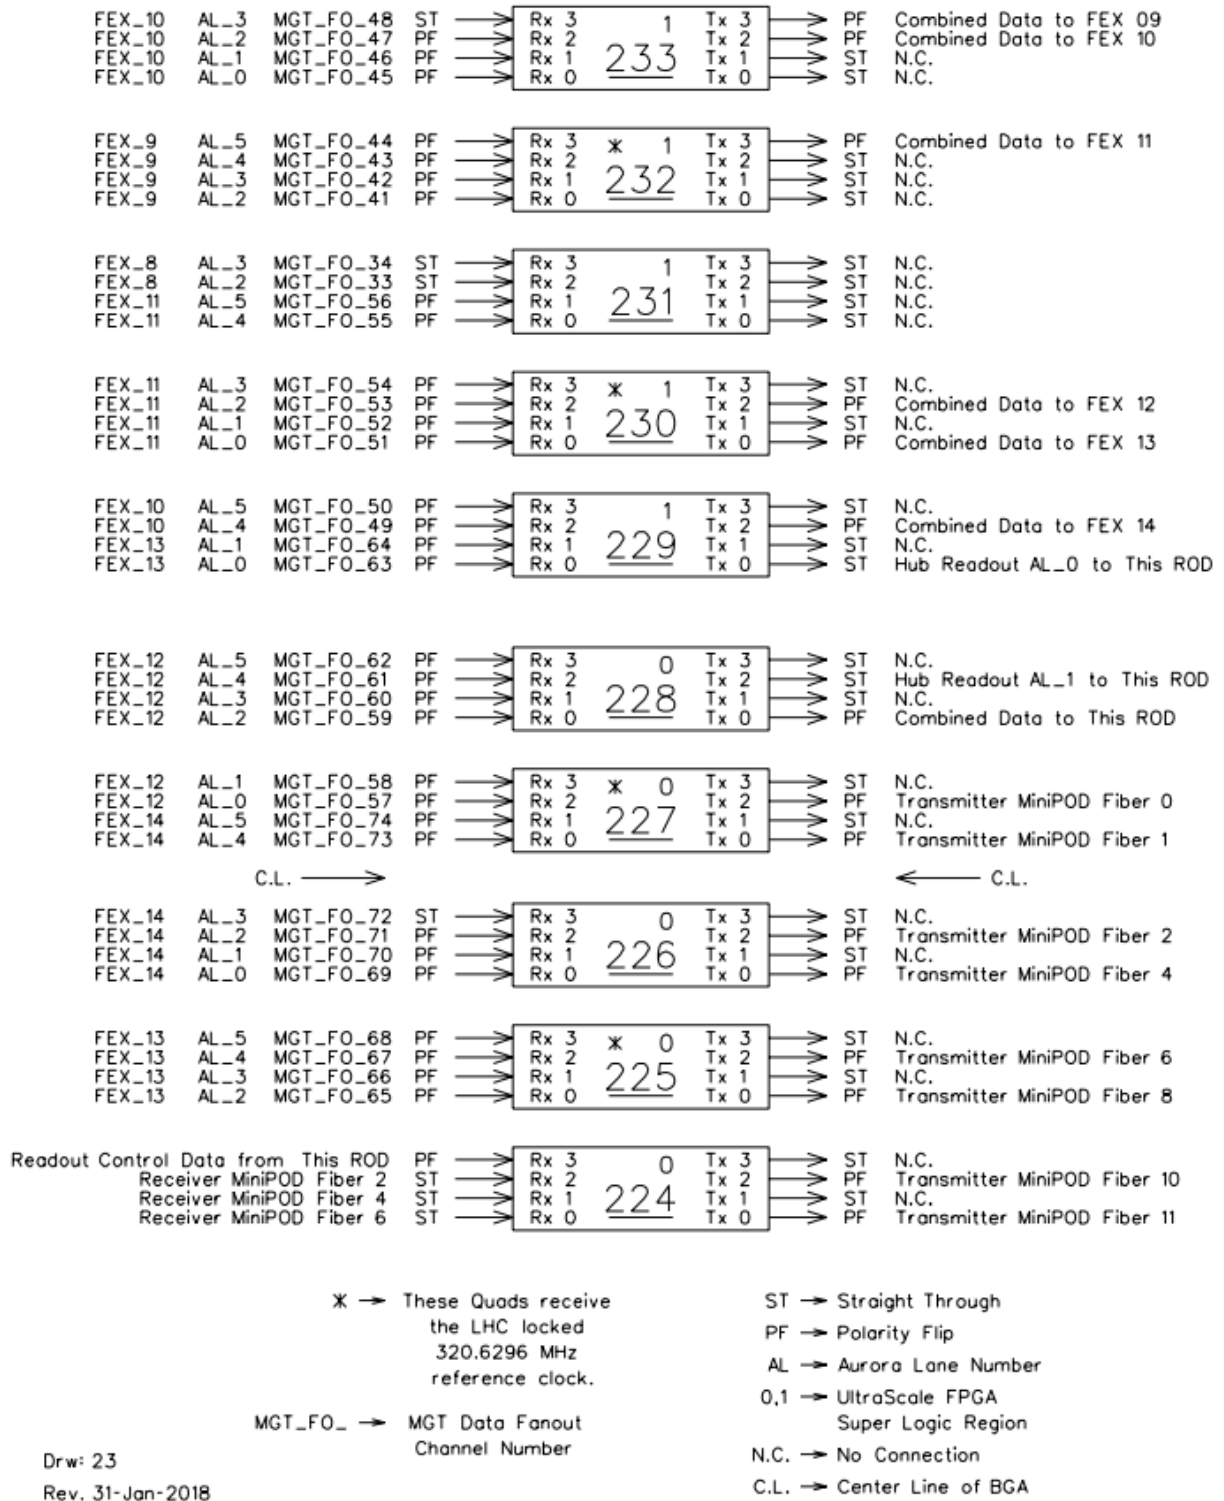 FEX_10 AL_3 MGT_FO_48 ST Rx 3 1 Tx 3 PF Combined Data to FEX 09
FEX_10 AL_2 MGT_FO_47 PF Rx 2 Tx 2 PF Combined Data to FEX 10
FEX_10 AL_1 MGT_FO_46 PF Rx 1 233 Tx 1 ST N.C.
FEX_10 AL_0 MGT_FO_45 PF Rx 0 Tx 0 ST N.C.
FEX_9 AL_5 MGT_FO_44 PF Rx 3 * 1 Tx 3 PF Combined Data to FEX 11
FEX_9 AL_4 MGT_FO_43 PF Rx 2 Tx 2 ST N.C.
FEX_9 AL_3 MGT_FO_42 PF Rx 1 232 Tx 1 ST N.C.
FEX_9 AL_2 MGT_FO_41 PF Rx 0 Tx 0 ST N.C.
FEX_8 AL_3 MGT_FO_34 ST Rx 3 1 Tx 3 ST N.C.
FEX_8 AL_2 MGT_FO_33 ST Rx 2 Tx 2 ST N.C.
FEX_11 AL_5 MGT_FO_56 PF Rx 1 231 Tx 1 ST N.C.
FEX_11 AL_4 MGT_FO_55 PF Rx 0 Tx 0 ST N.C.
FEX_11 AL_3 MGT_FO_54 PF Rx 3 * 1 Tx 3 ST N.C.
FEX_11 AL_2 MGT_FO_53 PF Rx 2 Tx 2 PF Combined Data to FEX 12
FEX_11 AL_1 MGT_FO_52 PF Rx 1 230 Tx 1 ST N.C.
FEX_11 AL_0 MGT_FO_51 PF Rx 0 Tx 0 PF Combined Data to FEX 13
FEX_10 AL_5 MGT_FO_50 PF Rx 3 1 Tx 3 ST N.C.
FEX_10 AL_4 MGT_FO_49 PF Rx 2 Tx 2 PF Combined Data to FEX 14
FEX_13 AL_1 MGT_FO_64 PF Rx 1 229 Tx 1 ST N.C.
FEX_13 AL_0 MGT_FO_63 PF Rx 0 Tx 0 ST Hub Readout AL_0 to This ROD
FEX_12 AL_5 MGT_FO_62 PF Rx 3 0 Tx 3 ST N.C.
FEX_12 AL_4 MGT_FO_61 PF Rx 2 Tx 2 ST Hub Readout AL_1 to This ROD
FEX_12 AL_3 MGT_FO_60 PF Rx 1 228 Tx 1 ST N.C.
FEX_12 AL_2 MGT_FO_59 PF Rx 0 Tx 0 PF Combined Data to This ROD
FEX_12 AL_1 MGT_FO_58 PF Rx 3 * 0 Tx 3 ST N.C.
FEX_12 AL_0 MGT_FO_57 PF Rx 2 Tx 2 PF Transmitter MiniPOD Fiber 0
FEX_14 AL_5 MGT_FO_74 PF Rx 1 227 Tx 1 ST N.C.
FEX_14 AL_4 MGT_FO_73 PF Rx 0 Tx 0 PF Transmitter MiniPOD Fiber 1
C.L. → ← C.L.
FEX_14 AL_3 MGT_FO_72 ST Rx 3 0 Tx 3 ST N.C.
FEX_14 AL_2 MGT_FO_71 PF Rx 2 Tx 2 PF Transmitter MiniPOD Fiber 2
FEX_14 AL_1 MGT_FO_70 PF Rx 1 226 Tx 1 ST N.C.
FEX_14 AL_0 MGT_FO_69 PF Rx 0 Tx 0 PF Transmitter MiniPOD Fiber 4
FEX_13 AL_5 MGT_FO_68 PF Rx 3 * 0 Tx 3 ST N.C.
FEX_13 AL_4 MGT_FO_67 PF Rx 2 Tx 2 PF Transmitter MiniPOD Fiber 6
FEX_13 AL_3 MGT_FO_66 PF Rx 1 225 Tx 1 ST N.C.
FEX_13 AL_2 MGT_FO_65 PF Rx 0 Tx 0 PF Transmitter MiniPOD Fiber 8
Readout Control Data from This ROD PF Rx 3 0 Tx 3 ST N.C.
Receiver MiniPOD Fiber 2 ST Rx 2 Tx 2 PF Transmitter MiniPOD Fiber 10
Receiver MiniPOD Fiber 4 ST Rx 1 224 Tx 1 ST N.C.
Receiver MiniPOD Fiber 6 ST Rx 0 Tx 0 PF Transmitter MiniPOD Fiber 11
* → These Quads receive
the LHC locked
320.6296 MHz
reference clock.
MGT_FO_ → MGT Data Fanout
Channel Number
ST → Straight Through
PF → Polarity Flip
AL → Aurora Lane Number
0,1 → UltraScale FPGA
Super Logic Region
N.C. → No Connection
C.L. → Center Line of BGA
Drw: 23
Rev. 31-Jan-2018